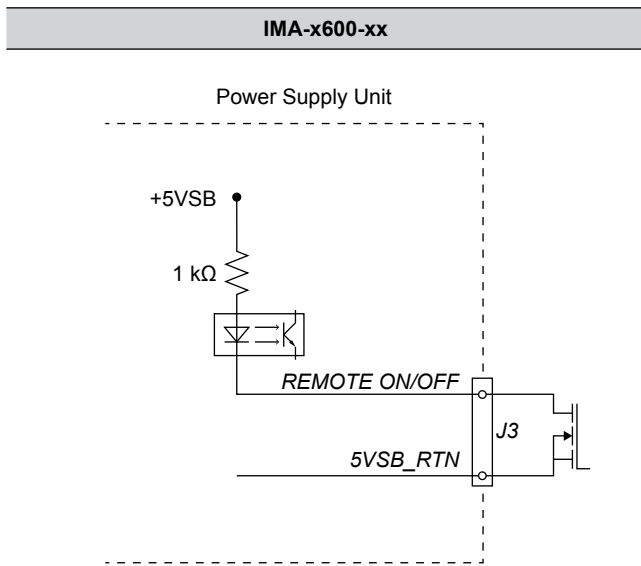 IMA-x600-xx
Power Supply Unit
+5VSB
1 kΩ
REMOTE ON/OFF
J3
5VSB_RTN